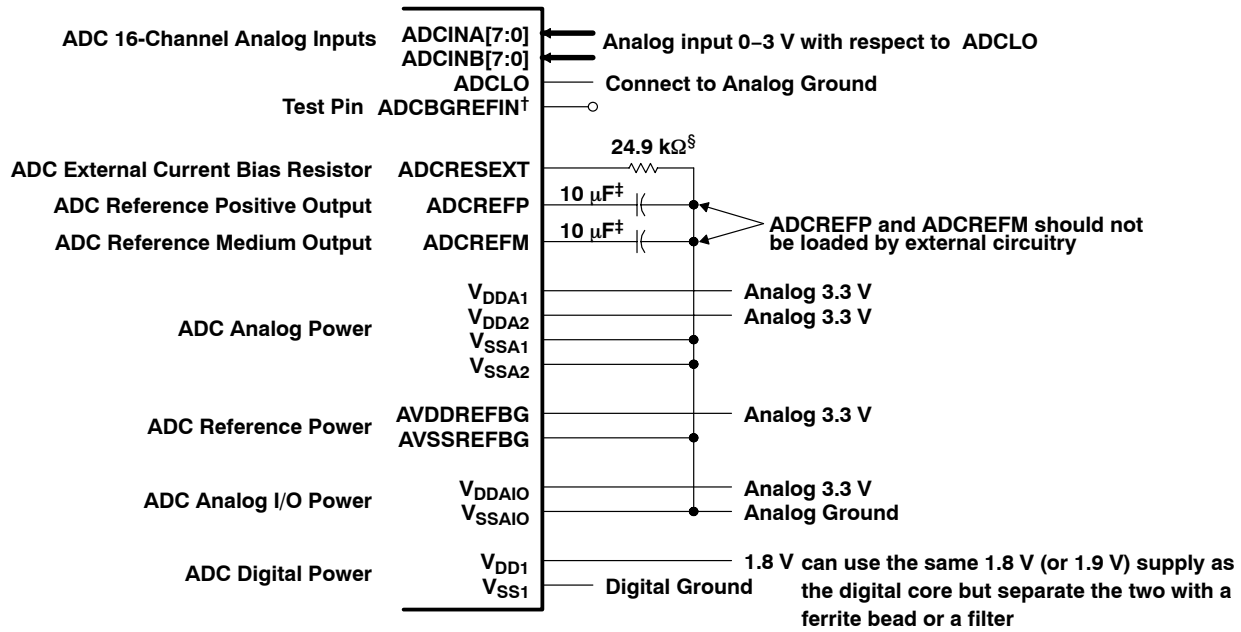 ADC 16-Channel Analog Inputs ADCINA[7:0]
ADCINB[7:0]
Analog input 0–3 V with respect to ADCLO
ADCLO Connect to Analog Ground
Test Pin ADCBGREFIN†
24.9 kΩ§
ADC External Current Bias Resistor ADCRESEXT
10 μF‡
ADC Reference Positive Output ADCREFP
10 μF‡
ADC Reference Medium Output ADCREFM
ADCREFP and ADCREFM should not
be loaded by external circuitry
VDDA1 Analog 3.3 V
VDDA2 Analog 3.3 V
ADC Analog Power
VSSA1
VSSA2
AVDDREFBG Analog 3.3 V
ADC Reference Power
AVSSREFBG
VDDAIO Analog 3.3 V
ADC Analog I/O Power
VSSAIO Analog Ground
VDD1 1.8 V can use the same 1.8 V (or 1.9 V) supply as
ADC Digital Power
VSS1 Digital Ground
the digital core but separate the two with a
ferrite bead or a filter